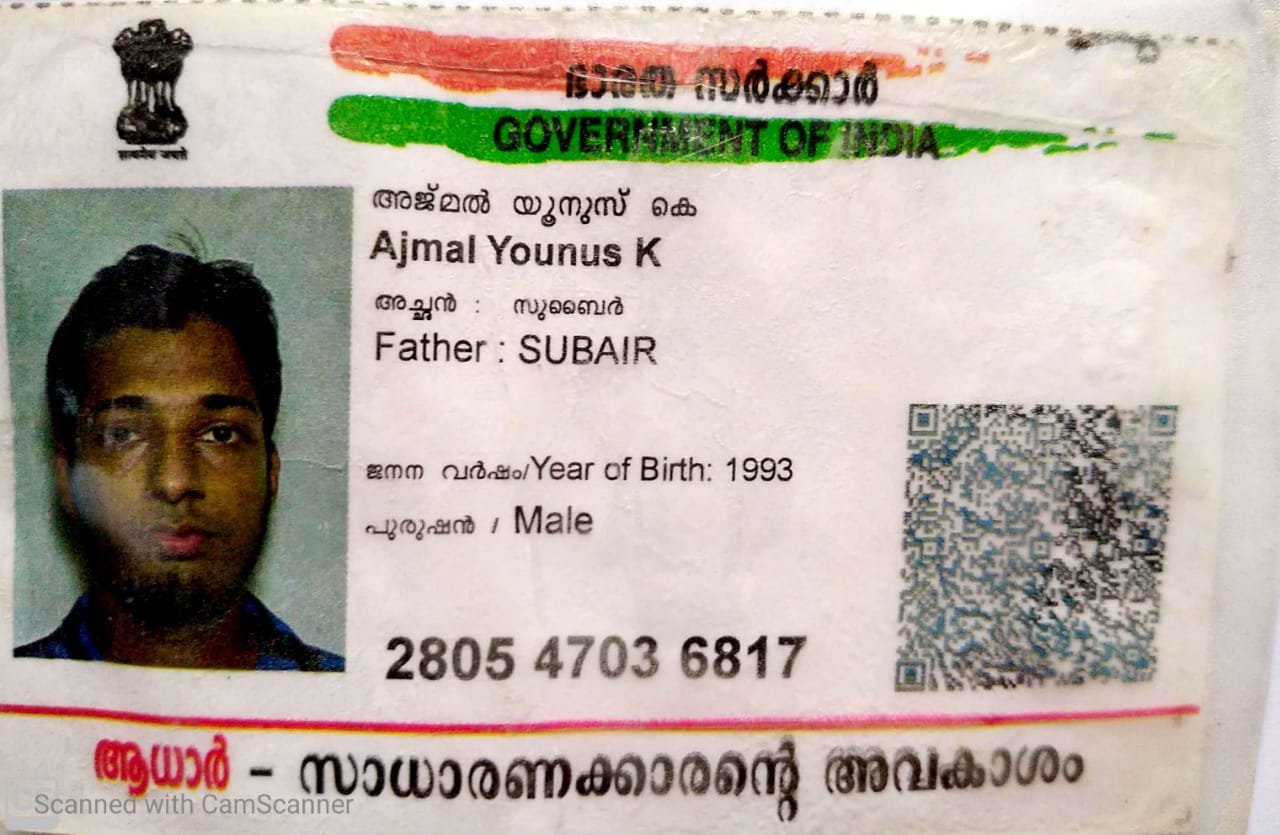 सत्यमेव जयते
ഭാരത സർക്കാർ
GOVERNMENT OF INDIA
അജ്മൽ യൂനുസ് കെ
Ajmal Younus K
അച്ഛൻ : സുബൈർ
Father : SUBAIR
ജനന വർഷം/Year of Birth: 1993
പുരുഷൻ / Male
2805 4703 6817
ആധാർ - സാധാരണക്കാരന്റെ അവകാശം
Scanned with CamScanner